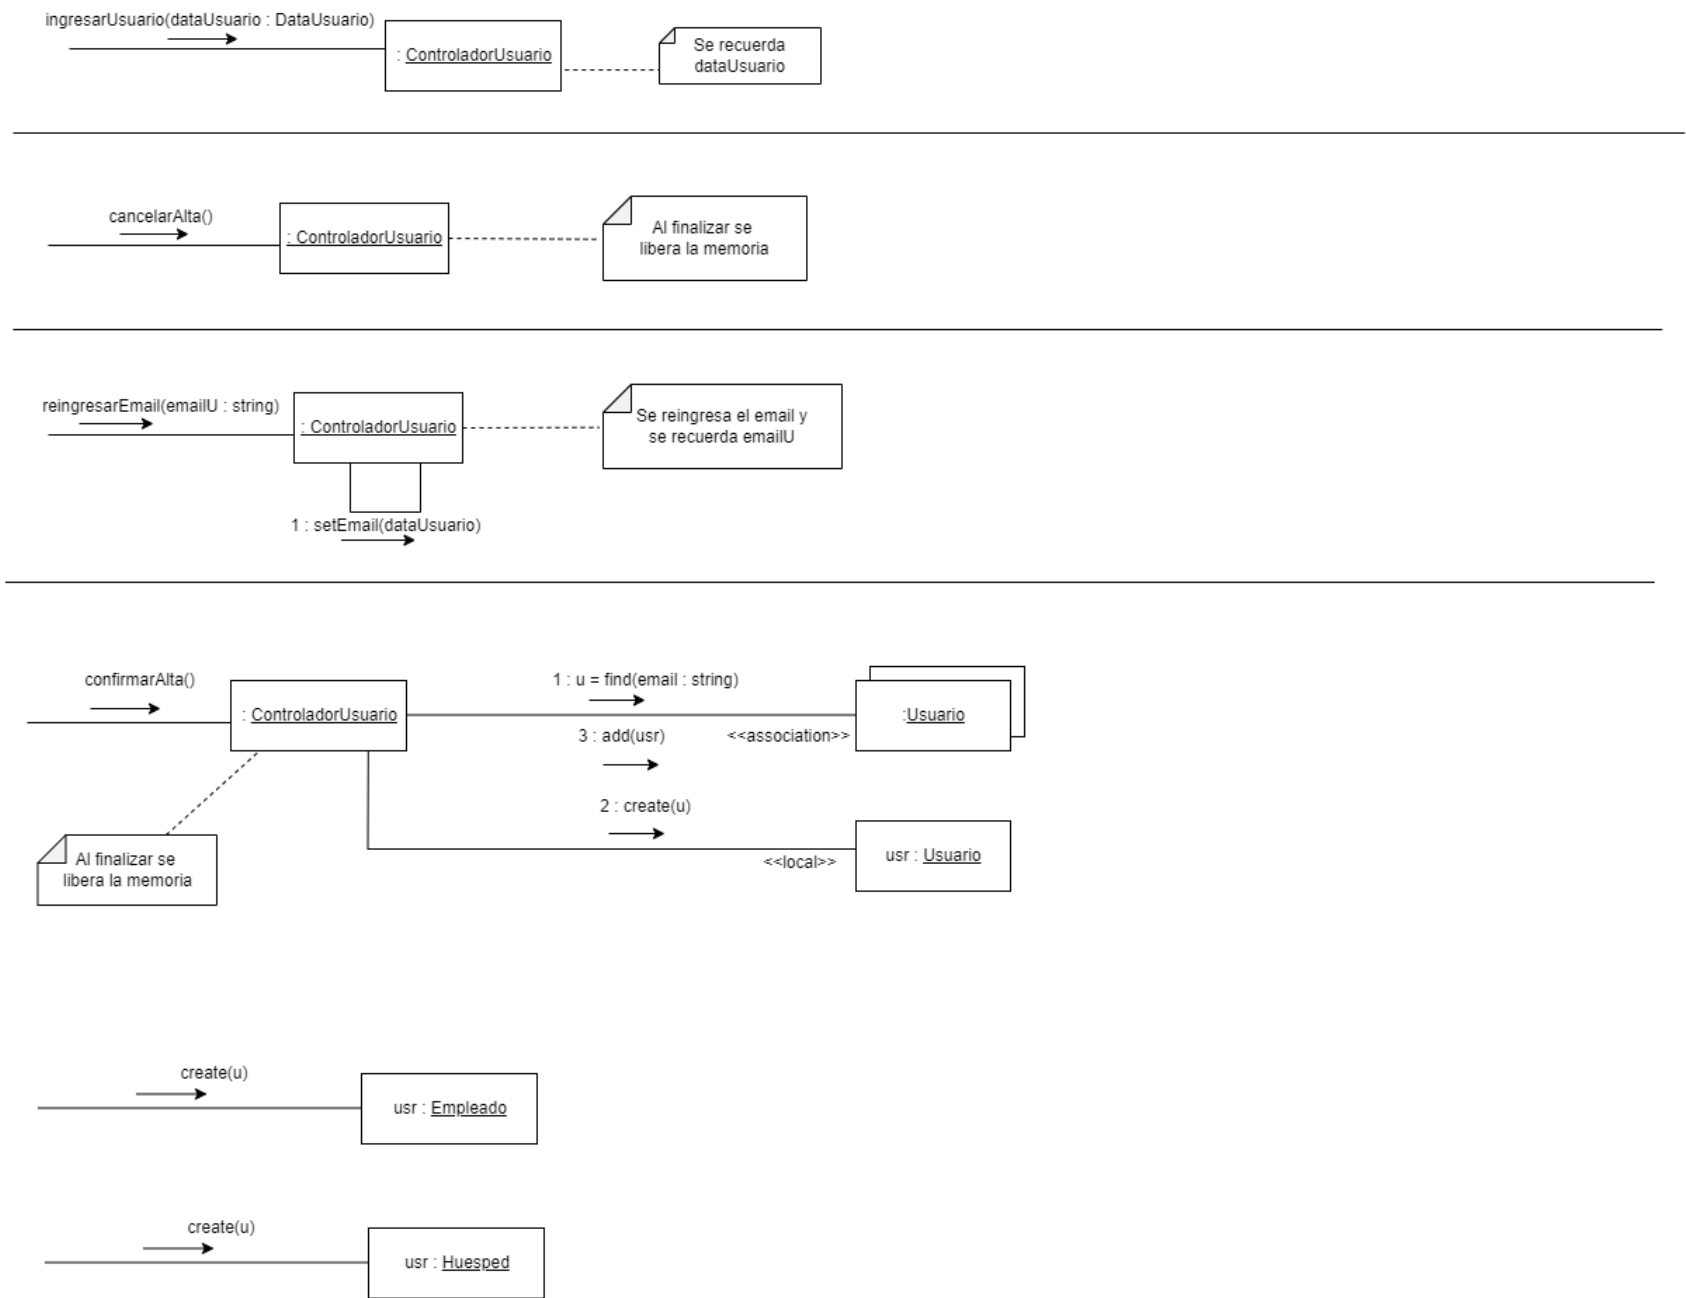 ingresarUsuario(dataUsuario : DataUsuario)
: ControladorUsuario
Se recuerda
dataUsuario
cancelarAlta()
: ControladorUsuario
Al finalizar se
libera la memoria
reingresarEmail(emailU : string)
: ControladorUsuario
Se reingresa el email y
se recuerda emailU
1 : setEmail(dataUsuario)
confirmarAlta()
: ControladorUsuario
1 : u = find(email : string)
:Usuario
3 : add(usr)
<<association>>
2 : create(u)
<<local>>
usr : Usuario
Al finalizar se
libera la memoria
create(u)
usr : Empleado
create(u)
usr : Huesped